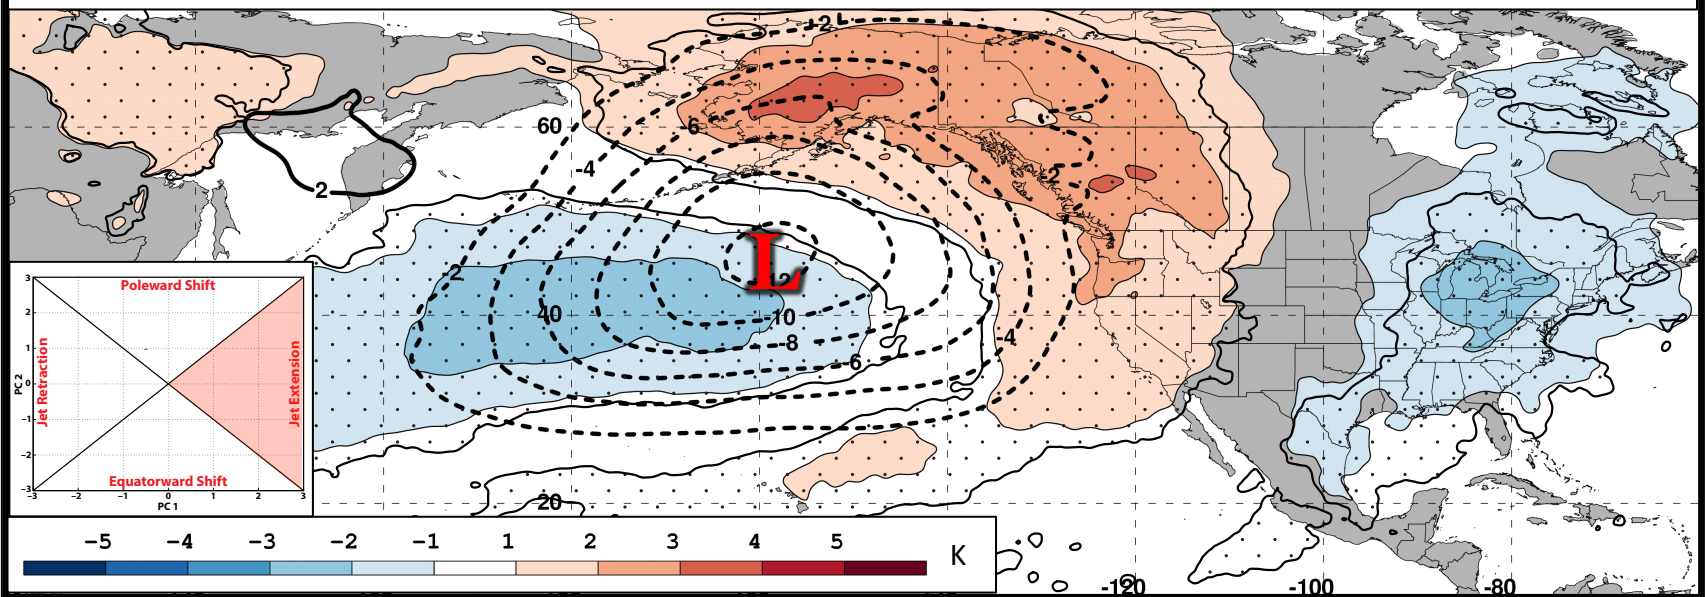 -2
L
60
-6
-4
-2
2
L
-2
12
40
-10
-8
6
-4
3
Poleward Shift
2
1
PC 2
0
Jet Retraction
Jet Extension
-1
-2
Equatorward Shift
-3
-3 -2 -1 0 1 2 3
PC 1
20
-5 -4 -3 -2 -1 1 2 3 4 5
K
-120 -100 -80